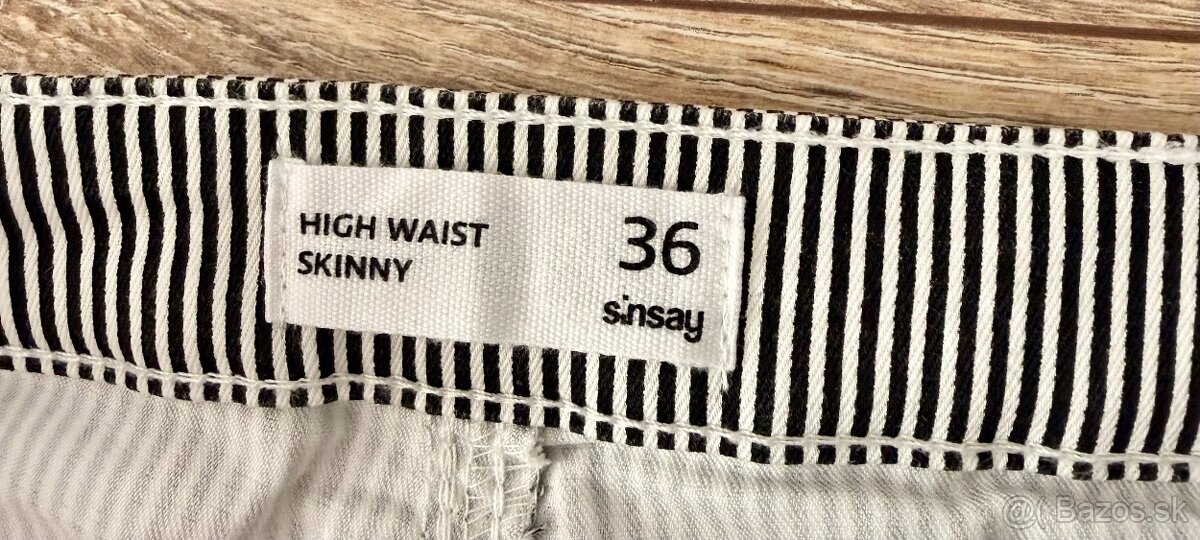 HIGH WAIST
SKINNY
36
sinsay
@( Bazos.sk